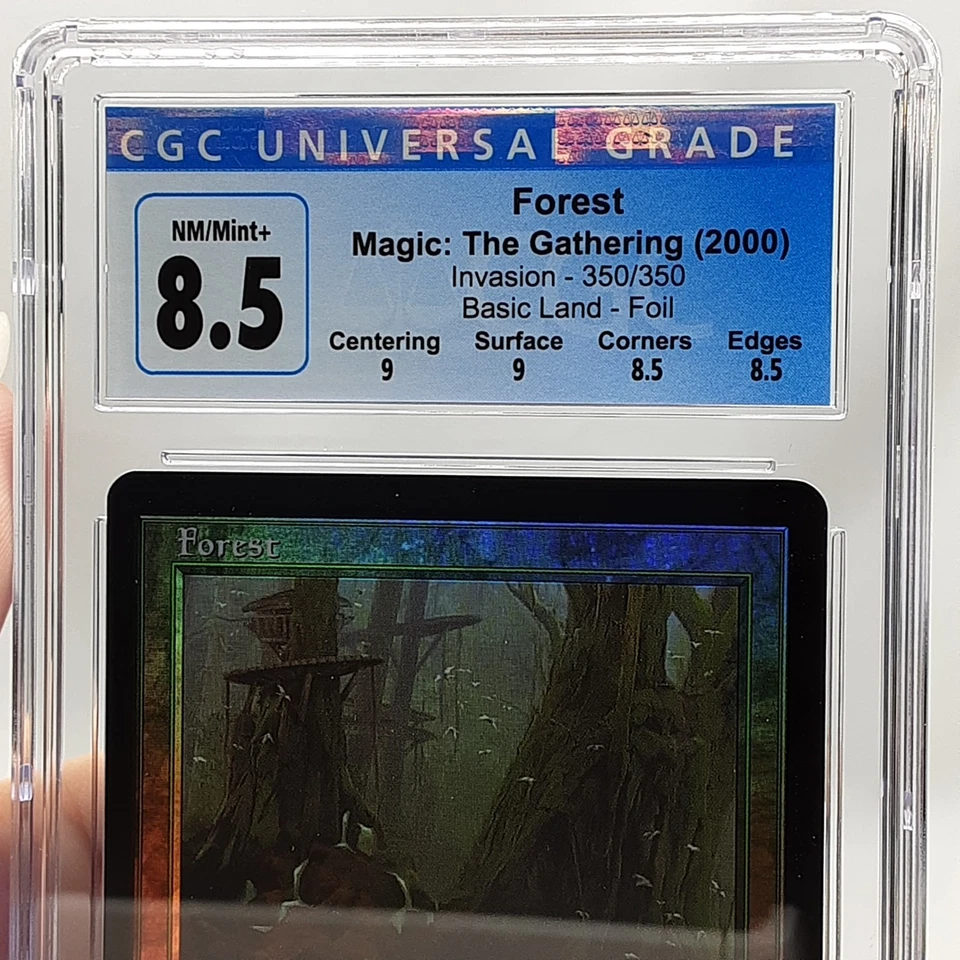 CGC UNIVERSAL GRADE
NM/Mint+
8.5
Forest
Magic: The Gathering (2000)
Invasion - 350/350
Basic Land - Foil
Centering Surface Corners Edges
9 9 8.5 8.5
Forest